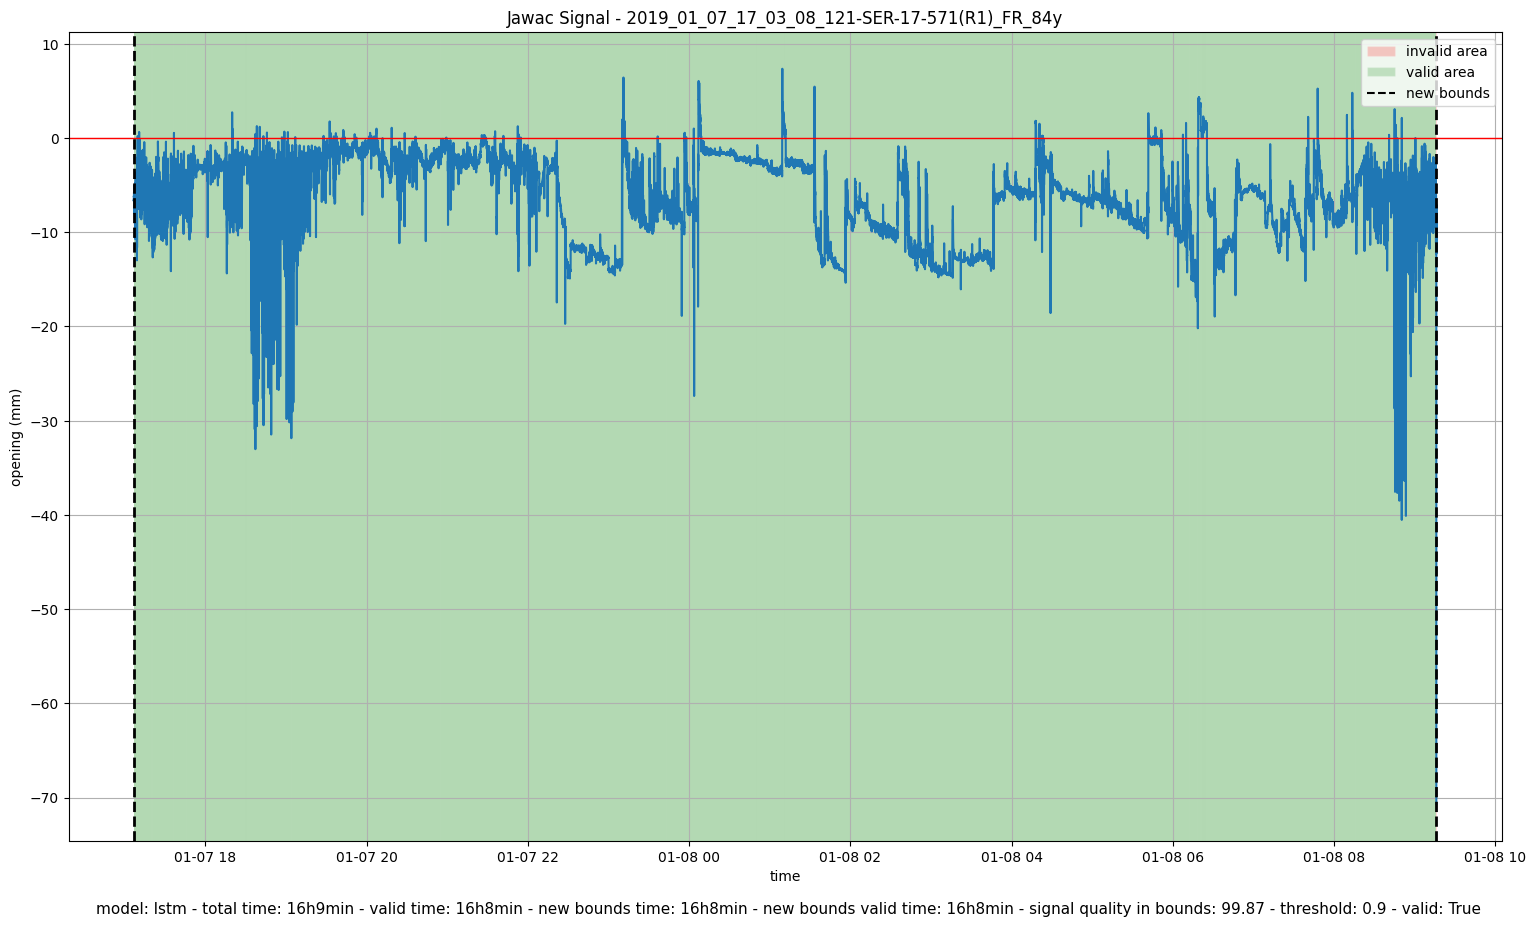 Jawac Signal - 2019_01_07_17_03_08_121-SER-17-571(R1)_FR_84y
invalid area
valid area
new bounds
opening (mm)
10
0
−10
−20
−30
−40
−50
−60
−70
01-07 18
01-07 20
01-07 22
01-08 00
01-08 02
01-08 04
01-08 06
01-08 08
01-08 10
time
model: lstm - total time: 16h9min - valid time: 16h8min - new bounds time: 16h8min - new bounds valid time: 16h8min - signal quality in bounds: 99.87 - threshold: 0.9 - valid: True